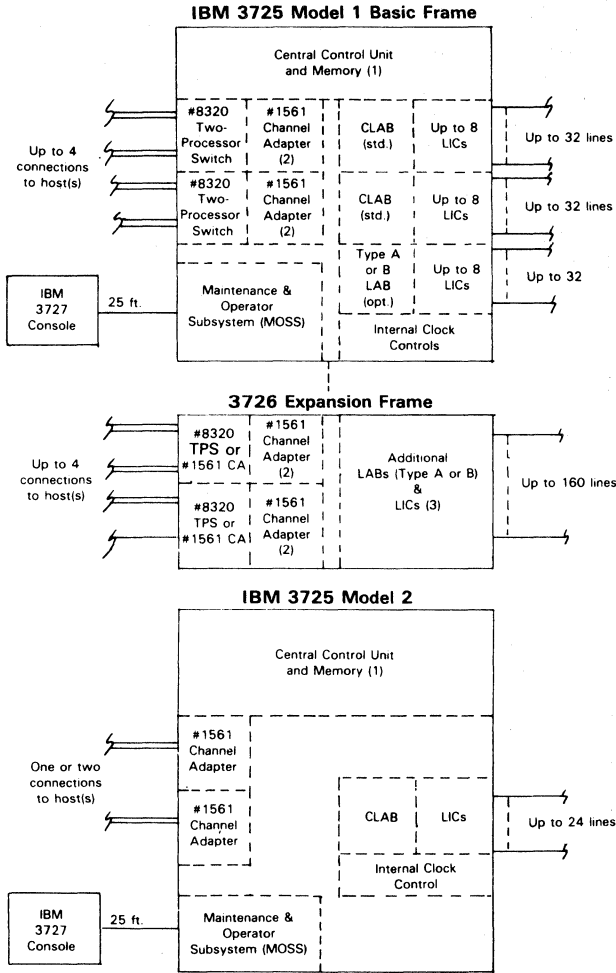 IBM 3725 Model 1 Basic Frame
Central Control Unit
and Memory (1)
Up to 4
connections
to host(s)
#8320
Two-
Processor
Switch
#1561
Channel
Adapter
(2)
CLAB
(std.)
Up to 8
LICs
Up to 32 lines
#8320
Two-
Processor
Switch
#1561
Channel
Adapter
(2)
CLAB
(std.)
Up to 8
LICs
Up to 32 lines
Type A
or B
LAB
(opt.)
Up to 8
LICs
Up to 32
IBM
3727
Console
25 ft.
Maintenance &
Operator
Subsystem (MOSS)
Internal Clock
Controls
3726 Expansion Frame
Up to 4
connections
to host(s)
#8320
TPS or
#1561 CA
#1561
Channel
Adapter
(2)
#8320
TPS or
#1561 CA
#1561
Channel
Adapter
(2)
Additional
LABs (Type A or B)
&
LICs (3)
Up to 160 lines
IBM 3725 Model 2
Central Control Unit
and Memory (1)
One or two
connections
to host(s)
#1561
Channel
Adapter
#1561
Channel
Adapter
CLAB
LICs
Up to 24 lines
Internal Clock
Control
IBM
3727
Console
25 ft.
Maintenance &
Operator
Subsystem (MOSS)